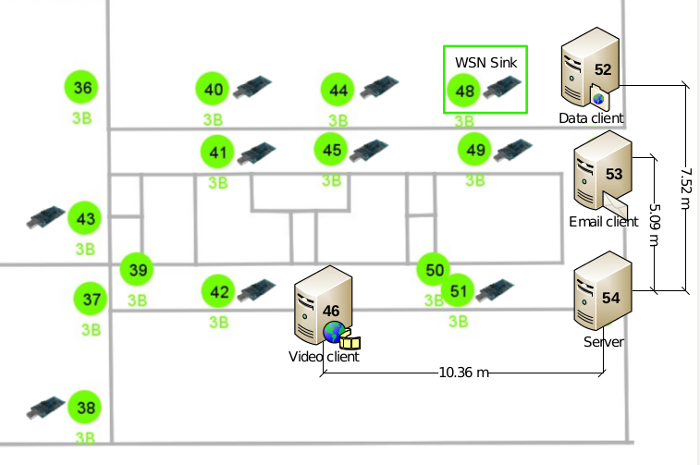 WSN Sink
52
Data client
36
3B
40
3B
44
3B
48
3B
41
3B
45
3B
49
3B
53
Email client
7.52 m
5.09 m
43
3B
39
3B
50
3B
37
3B
42
3B
51
3B
46
Video client
54
Server
10.36 m
38
3B